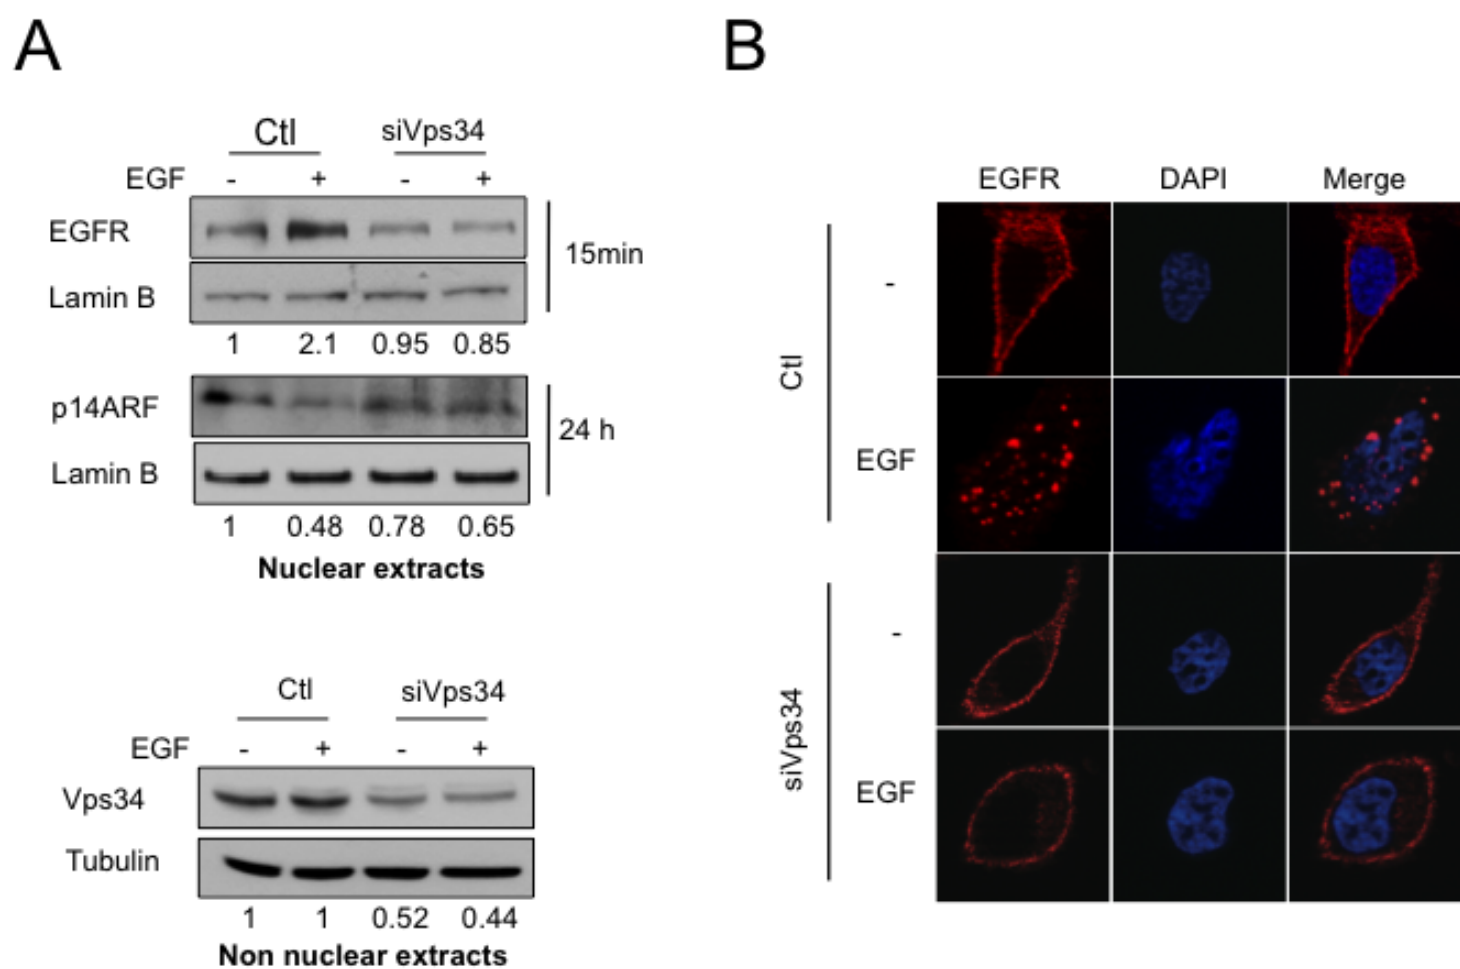 A
Ctl siVps34
EGF - + - +
EGFR
15min
Lamin B
1 2.1 0.95 0.85
p14ARF
24 h
Lamin B
1 0.48 0.78 0.65
Nuclear extracts
Ctl siVps34
EGF - + - +
Vps34
Tubulin
1 1 0.52 0.44
Non nuclear extracts
B
EGFR DAPI Merge
Ctl
-
EGF
siVps34
-
EGF